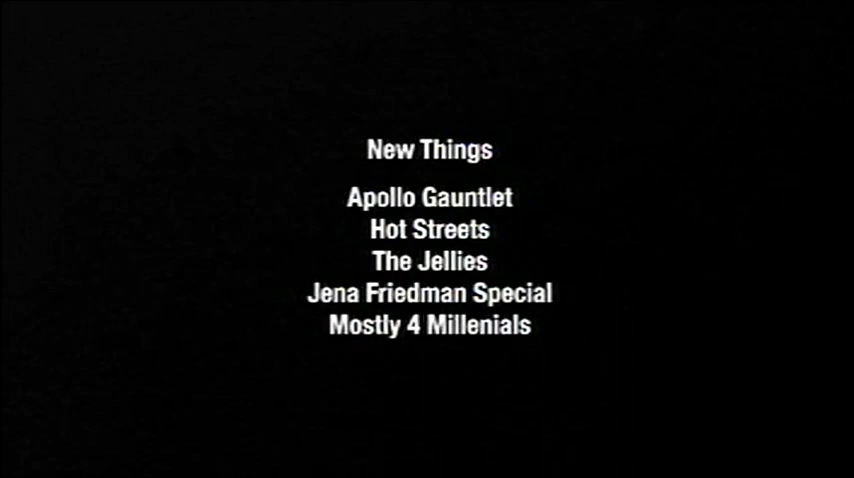 New Things
Apollo Gauntlet
Hot Streets
The Jellies
Jena Friedman Special
Mostly 4 Millenials